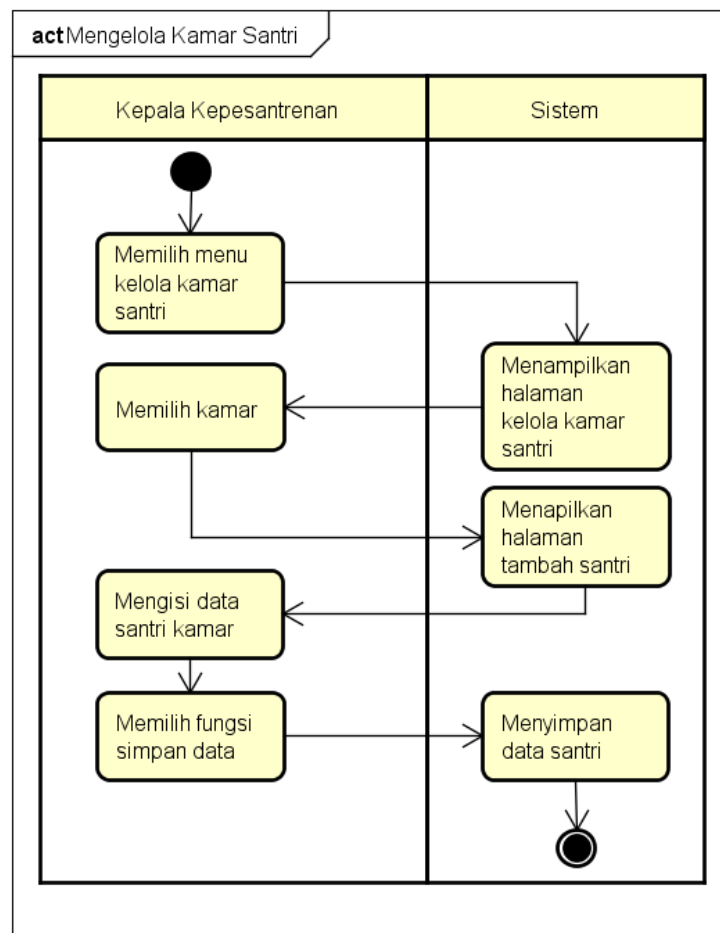 act Mengelola Kamar Santri
Kepala Kepesantrenan
Sistem
Memilih menu
kelola kamar
santri
Menampilkan
halaman
kelola kamar
santri
Memilih kamar
Menapilkan
halaman
tambah santri
Mengisi data
santri kamar
Memilih fungsi
simpan data
Menyimpan
data santri